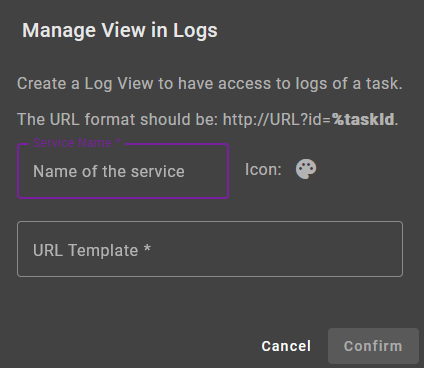 Manage View in Logs
Create a Log View to have access to logs of a task.
The URL format should be: http://URL?id=%taskId.
Service Name *
Name of the service
Icon:
URL Template *
Cancel
Confirm